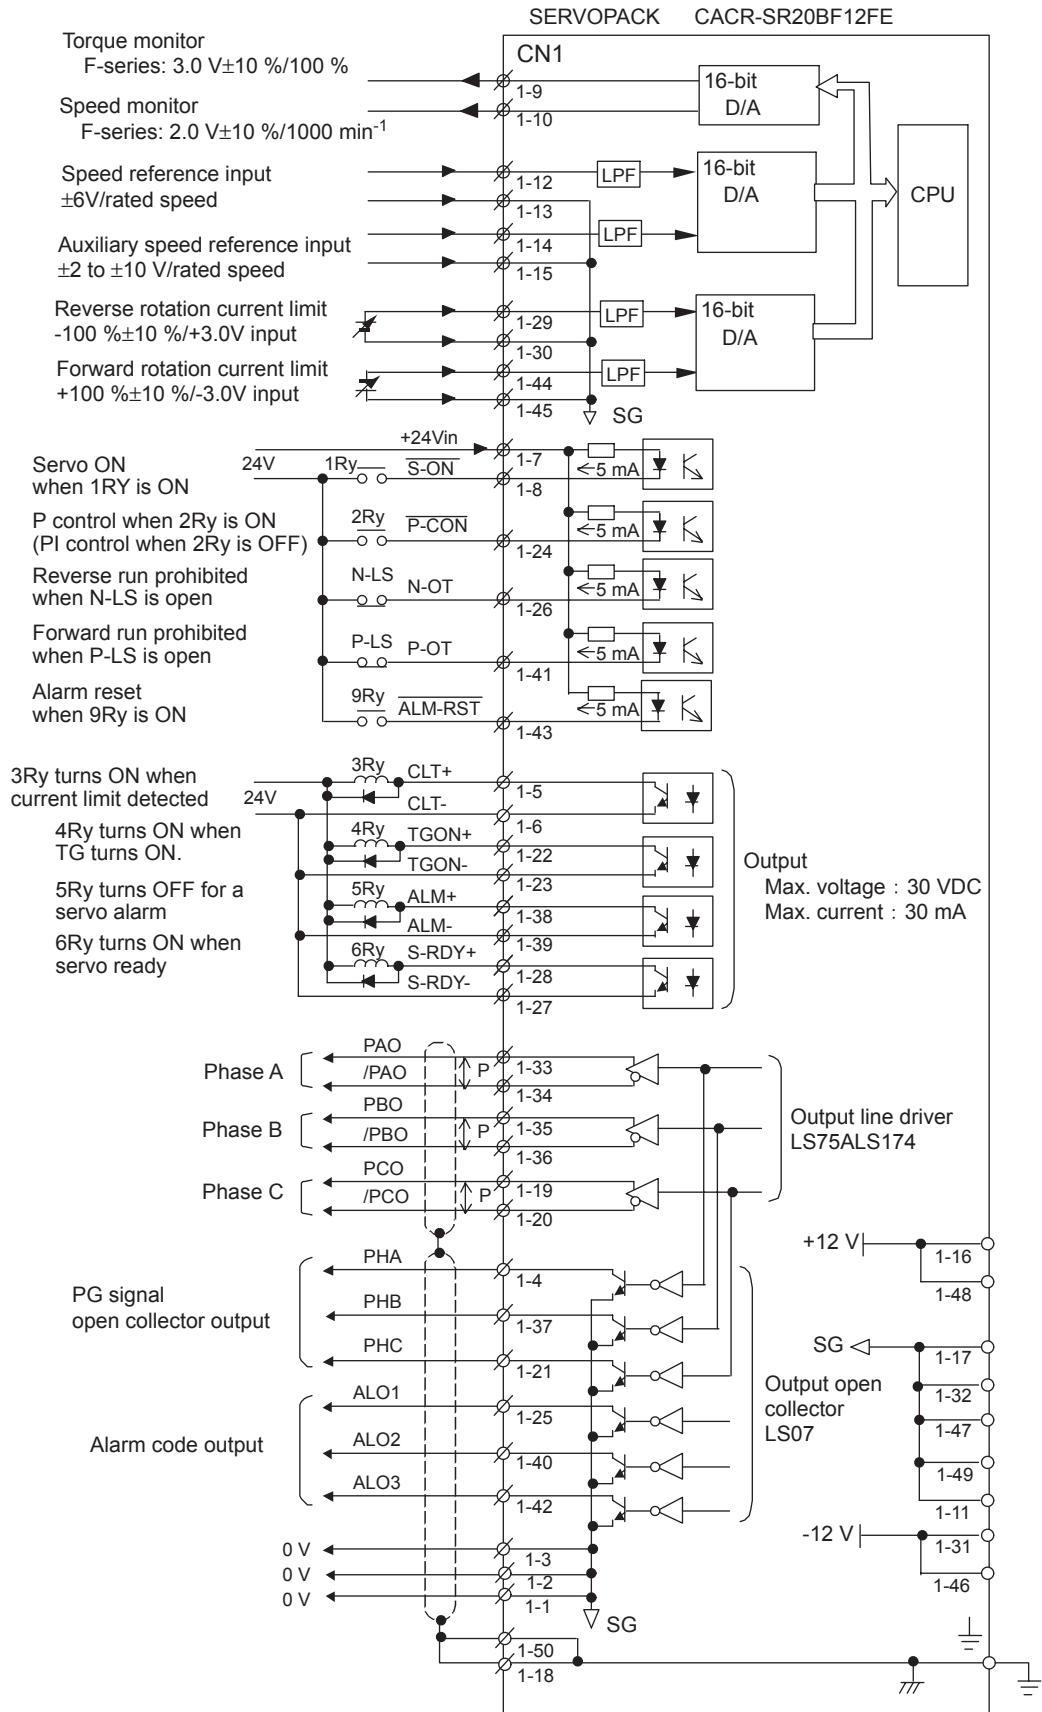 SERVOPACK CACR-SR20BF12FE
CN1
Torque monitor
F-series: 3.0 V±10 %/100 %
1-9
16-bit
D/A
Speed monitor
F-series: 2.0 V±10 %/1000 min-1
1-10
CPU
Speed reference input
±6V/rated speed
1-12
LPF
16-bit
D/A
1-13
Auxiliary speed reference input
±2 to ±10 V/rated speed
1-14
LPF
1-15
Reverse rotation current limit
-100 %±10 %/+3.0V input
1-29
LPF
16-bit
D/A
1-30
Forward rotation current limit
+100 %±10 %/-3.0V input
1-44
LPF
1-45
SG
+24Vin
1-7
Servo ON
when 1RY is ON
24V
1Ry
S-ON
1-8
5 mA
P control when 2Ry is ON
(PI control when 2Ry is OFF)
2Ry
P-CON
1-24
5 mA
Reverse run prohibited
when N-LS is open
N-LS
N-OT
1-26
5 mA
Forward run prohibited
when P-LS is open
P-LS
P-OT
1-41
5 mA
Alarm reset
when 9Ry is ON
9Ry
ALM-RST
1-43
5 mA
3Ry turns ON when
current limit detected
24V
3Ry
CLT+
1-5
CLT-
1-6
4Ry turns ON when
TG turns ON.
4Ry
TGON+
1-22
TGON-
1-23
5Ry turns OFF for a
servo alarm
5Ry
ALM+
1-38
ALM-
1-39
6Ry turns ON when
servo ready
6Ry
S-RDY+
1-28
S-RDY-
1-27
Output
Max. voltage : 30 VDC
Max. current : 30 mA
Phase A
PAO
/PAO
P
1-33
1-34
Phase B
PBO
/PBO
P
1-35
1-36
Phase C
PCO
/PCO
P
1-19
1-20
Output line driver
LS75ALS174
PG signal
open collector output
PHA
1-4
PHB
1-37
PHC
1-21
Alarm code output
ALO1
1-25
ALO2
1-40
ALO3
1-42
Output open
collector
LS07
0 V
1-3
0 V
1-2
0 V
1-1
SG
1-50
1-18
+12 V
1-16
1-48
SG
1-17
1-32
1-47
1-49
1-11
-12 V
1-31
1-46